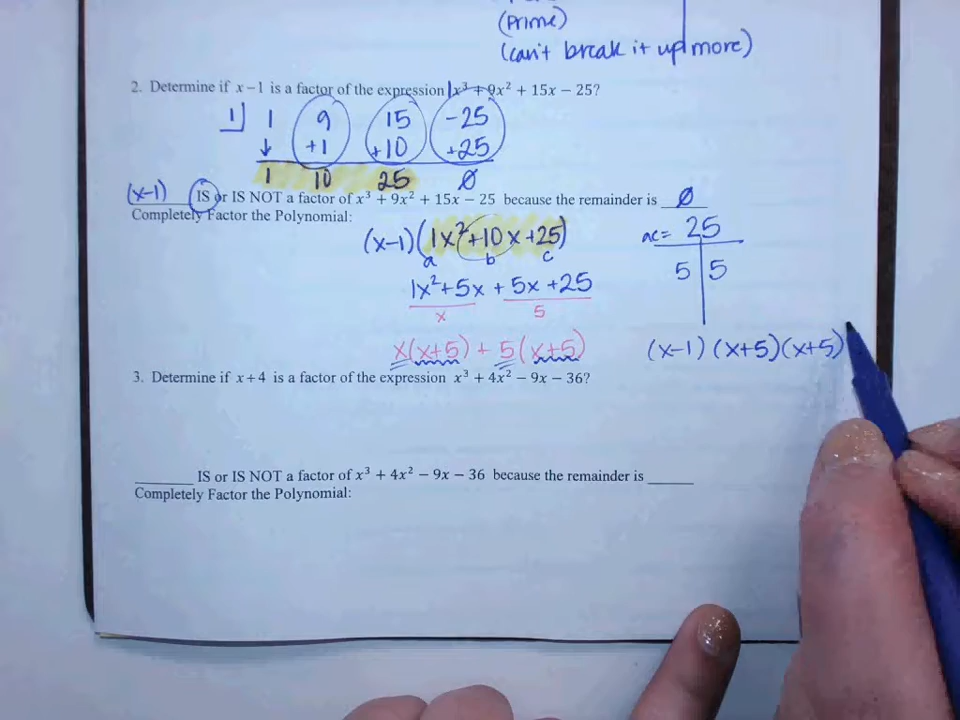 (Prime)
(can't break it up more)
2. Determine if x − 1 is a factor of the expression 1x³ + 9x² + 15x − 25?
1 | 1 9 15 −25
↓ +1 +10 +25
1 10 25 0
(x−1) IS or IS NOT a factor of x³ + 9x² + 15x − 25 because the remainder is 0
Completely Factor the Polynomial:
(x−1)(1x²+10x+25)
a b c
ac = 25
5 | 5
1x²+5x + 5x+25
x 5
x(x+5) + 5(x+5)
(x−1)(x+5)(x+5)
3. Determine if x + 4 is a factor of the expression x³ + 4x² − 9x − 36?
______ IS or IS NOT a factor of x³ + 4x² − 9x − 36 because the remainder is _____
Completely Factor the Polynomial: